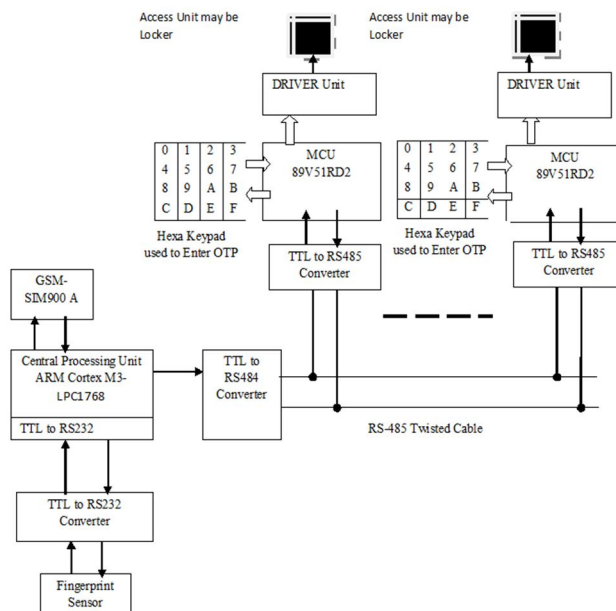 Access Unit may be
Locker
Access Unit may be
Locker
DRIVER Unit
DRIVER Unit
0 1 2 3
4 5 6 7
8 9 A B
C D E F
MCU
89V51RD2
0 1 2 3
4 5 6 7
8 9 A B
C D E F
MCU
89V51RD2
Hexa Keypad
used to Enter OTP
Hexa Keypad
used to Enter OTP
TTL to RS485
Converter
TTL to RS485
Converter
GSM-
SIM900 A
Central Processing Unit
ARM Cortex M3-
LPC1768
TTL to RS232
TTL to
RS484
Converter
RS-485 Twisted Cable
TTL to RS232
Converter
Fingerprint
Sensor